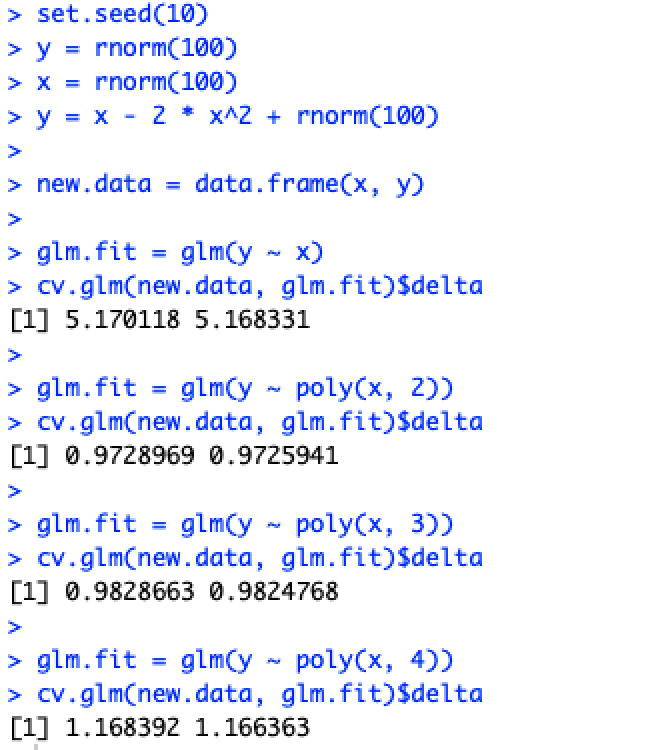 > set.seed(10)
> y = rnorm(100)
> x = rnorm(100)
> y = x - 2 * x^2 + rnorm(100)
>
> new.data = data.frame(x, y)
>
> glm.fit = glm(y ~ x)
> cv.glm(new.data, glm.fit)$delta
[1] 5.170118 5.168331
>
> glm.fit = glm(y ~ poly(x, 2))
> cv.glm(new.data, glm.fit)$delta
[1] 0.9728969 0.9725941
>
> glm.fit = glm(y ~ poly(x, 3))
> cv.glm(new.data, glm.fit)$delta
[1] 0.9828663 0.9824768
>
> glm.fit = glm(y ~ poly(x, 4))
> cv.glm(new.data, glm.fit)$delta
[1] 1.168392 1.166363